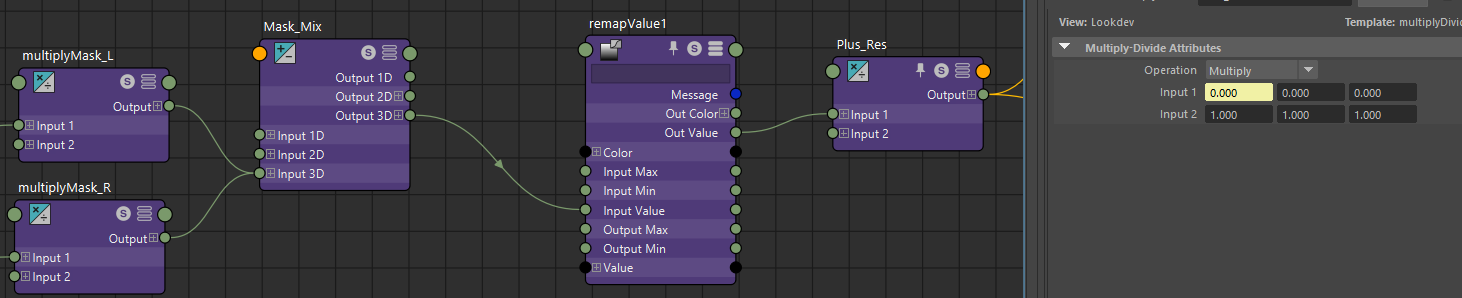 multiplyMask_L
Output
Input 1
Input 2
multiplyMask_R
Output
Input 1
Input 2
Mask_Mix
S
Output 1D
Output 2D
Output 3D
Input 1D
Input 2D
Input 3D
remapValue1
S
Message
Out Color
Out Value
Color
Input Max
Input Min
Input Value
Output Max
Output Min
Value
Plus_Res
S
Output
Input 1
Input 2
View: Lookdev Template: multiplyDivi
Multiply-Divide Attributes
Operation Multiply
Input 1 0.000 0.000 0.000
Input 2 1.000 1.000 1.000